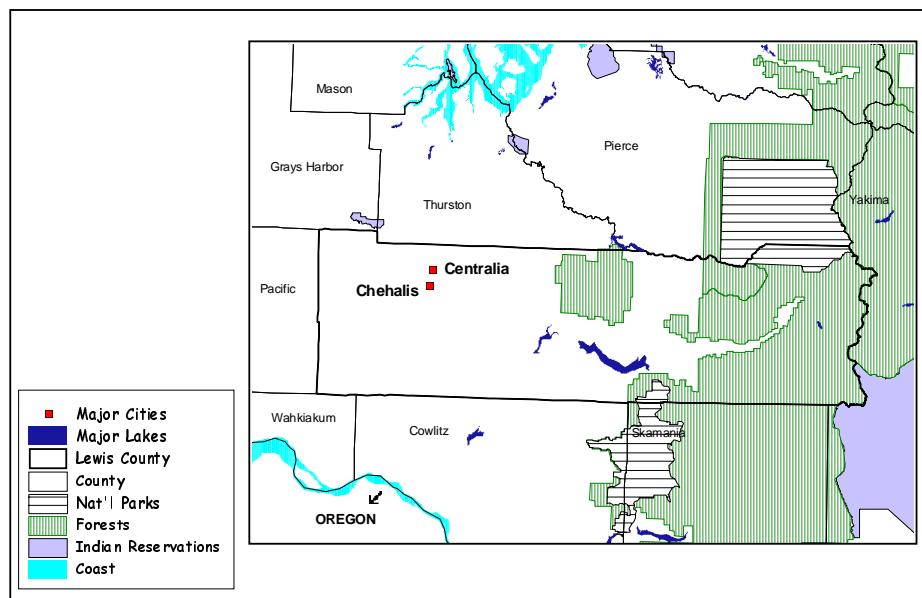 Mason
Pierce
Grays Harbor
Yakima
Thurston
Centralia
Chehalis
Pacific
Wahkiakum
Cowlitz
Skamania
OREGON
Major Cities
Major Lakes
Lewis County
County
Nat'l Parks
Forests
Indian Reservations
Coast